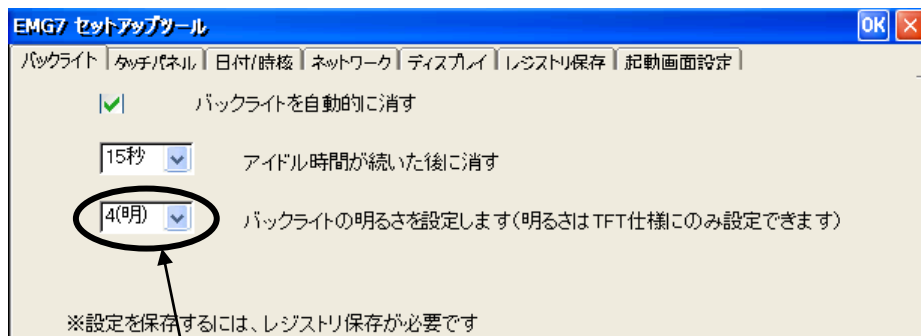 EMG7 セットアップツール OK
バックライト タッチパネル 日付/時核 ネットワーク ディスプレイ レジストリ保存 起動画面設定
バックライトを自動的に消す
15秒 アイドル時間が続いた後に消す
4(明) バックライトの明るさを設定します(明るさはTFT仕様にのみ設定できます)
※設定を保存するには、レジストリ保存が必要です